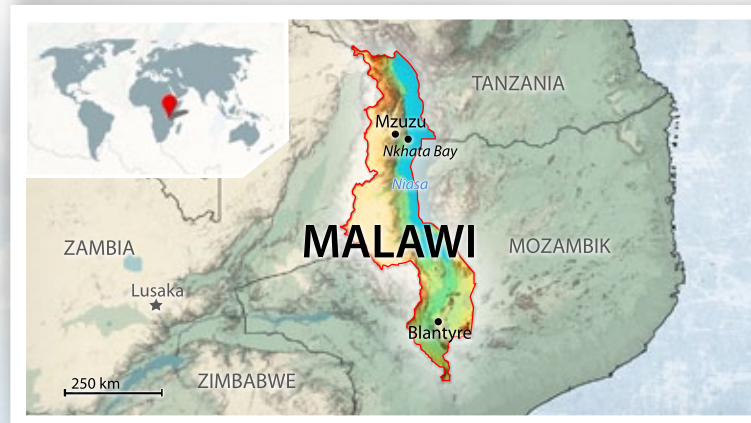 TANZANIA
Mzuzu
Nkhata Bay
Niasa
MALAWI
MOZAMBIK
ZAMBIA
Lusaka
Blantyre
ZIMBABWE
250 km